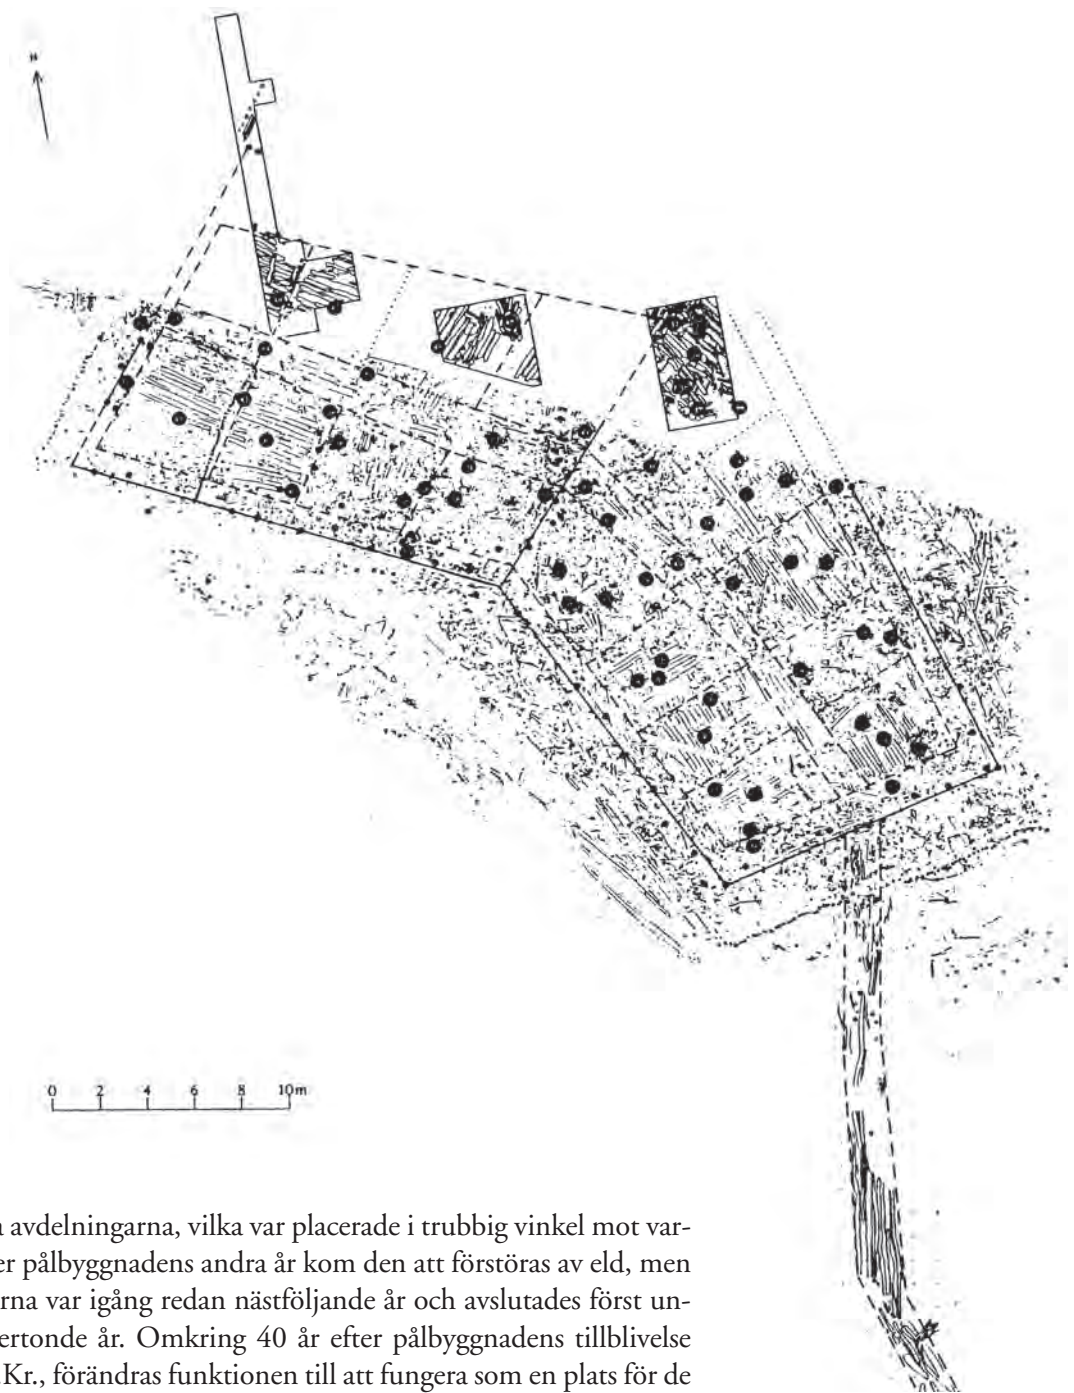 N
0 2 4 6 8 10m
avdelningarna, vilka var placerade i trubbig vinkel mot var-
er pålbyggnadens andra år kom den att förstöras av eld, men
rna var igång redan nästföljande år och avslutades först un-
ertonde år. Omkring 40 år efter pålbyggnadens tillblivelse
.Kr., förändras funktionen till att fungera som en plats för de